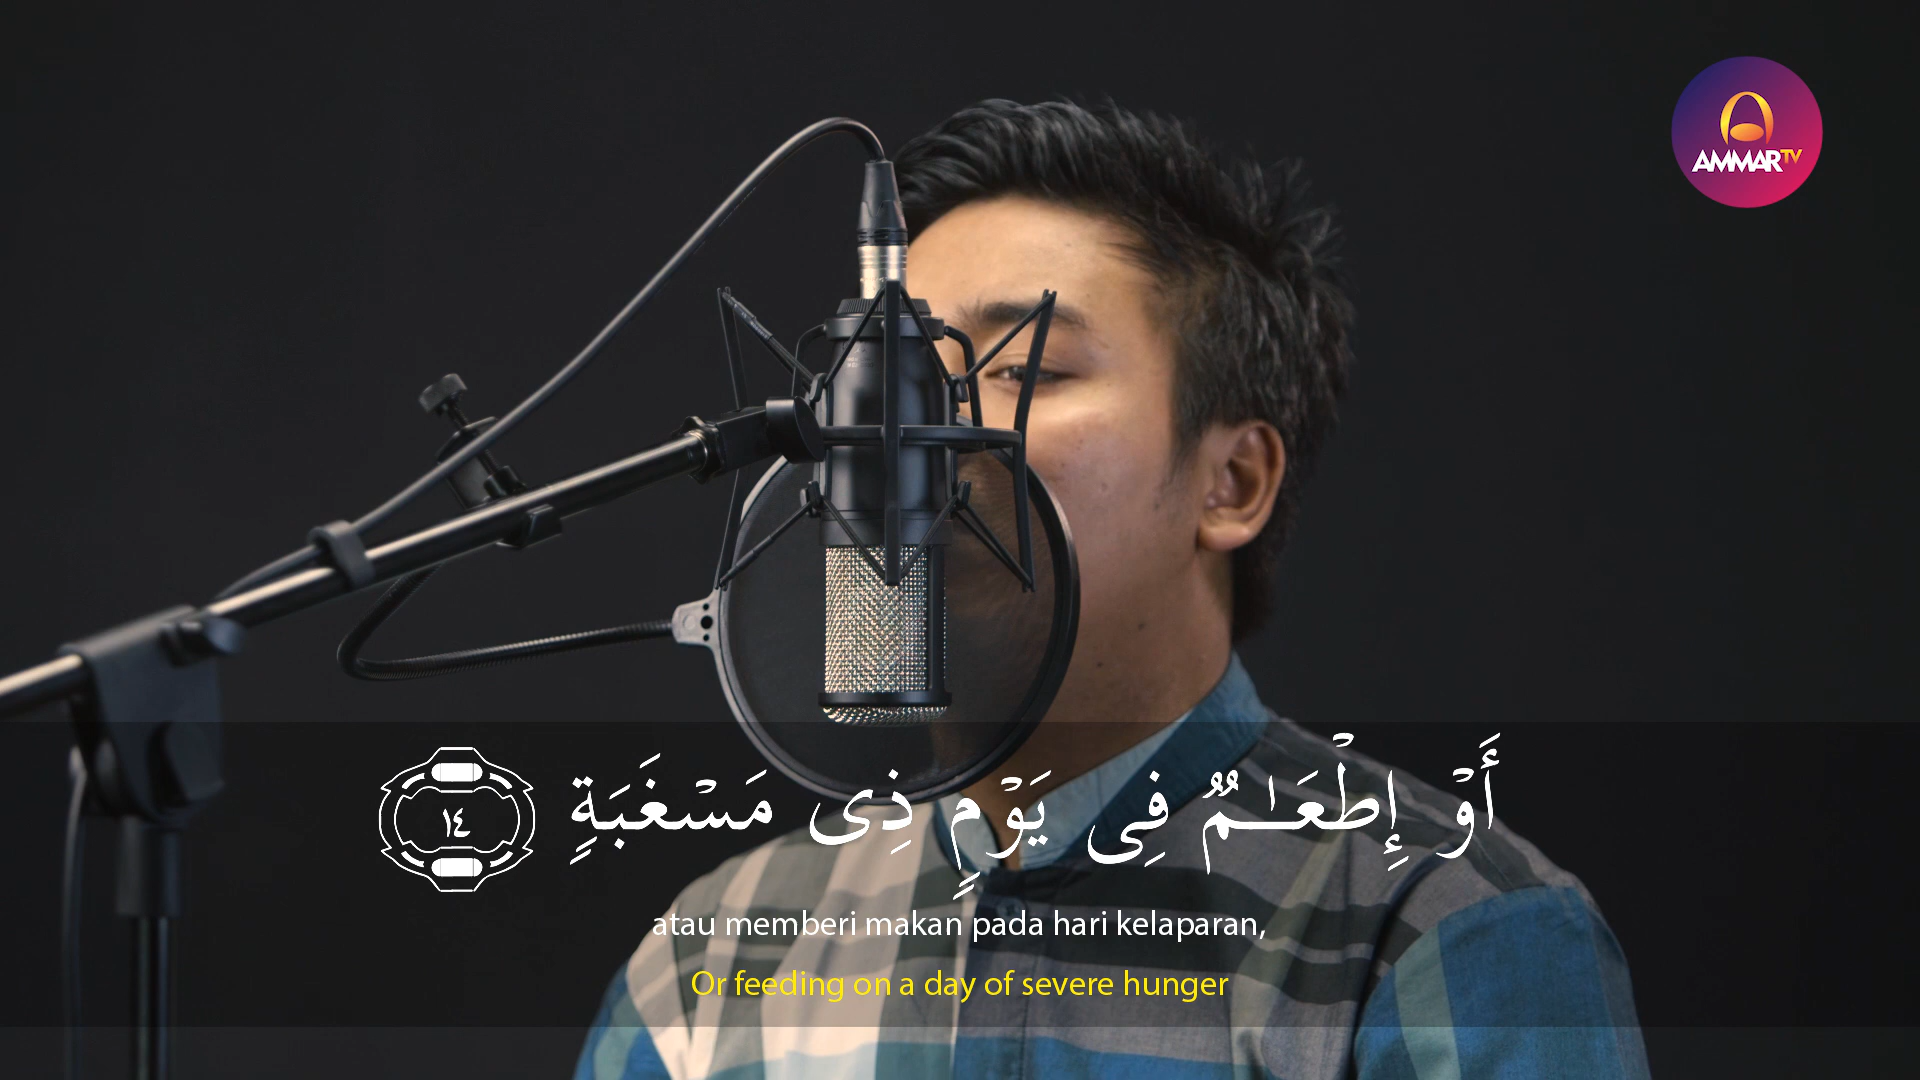 AMMARTV
أَوْ إِطْعَـٰمٌۭ فِى يَوْمٍۢ ذِى مَسْغَبَةٍۢ ١٤
atau memberi makan pada hari kelaparan,
Or feeding on a day of severe hunger